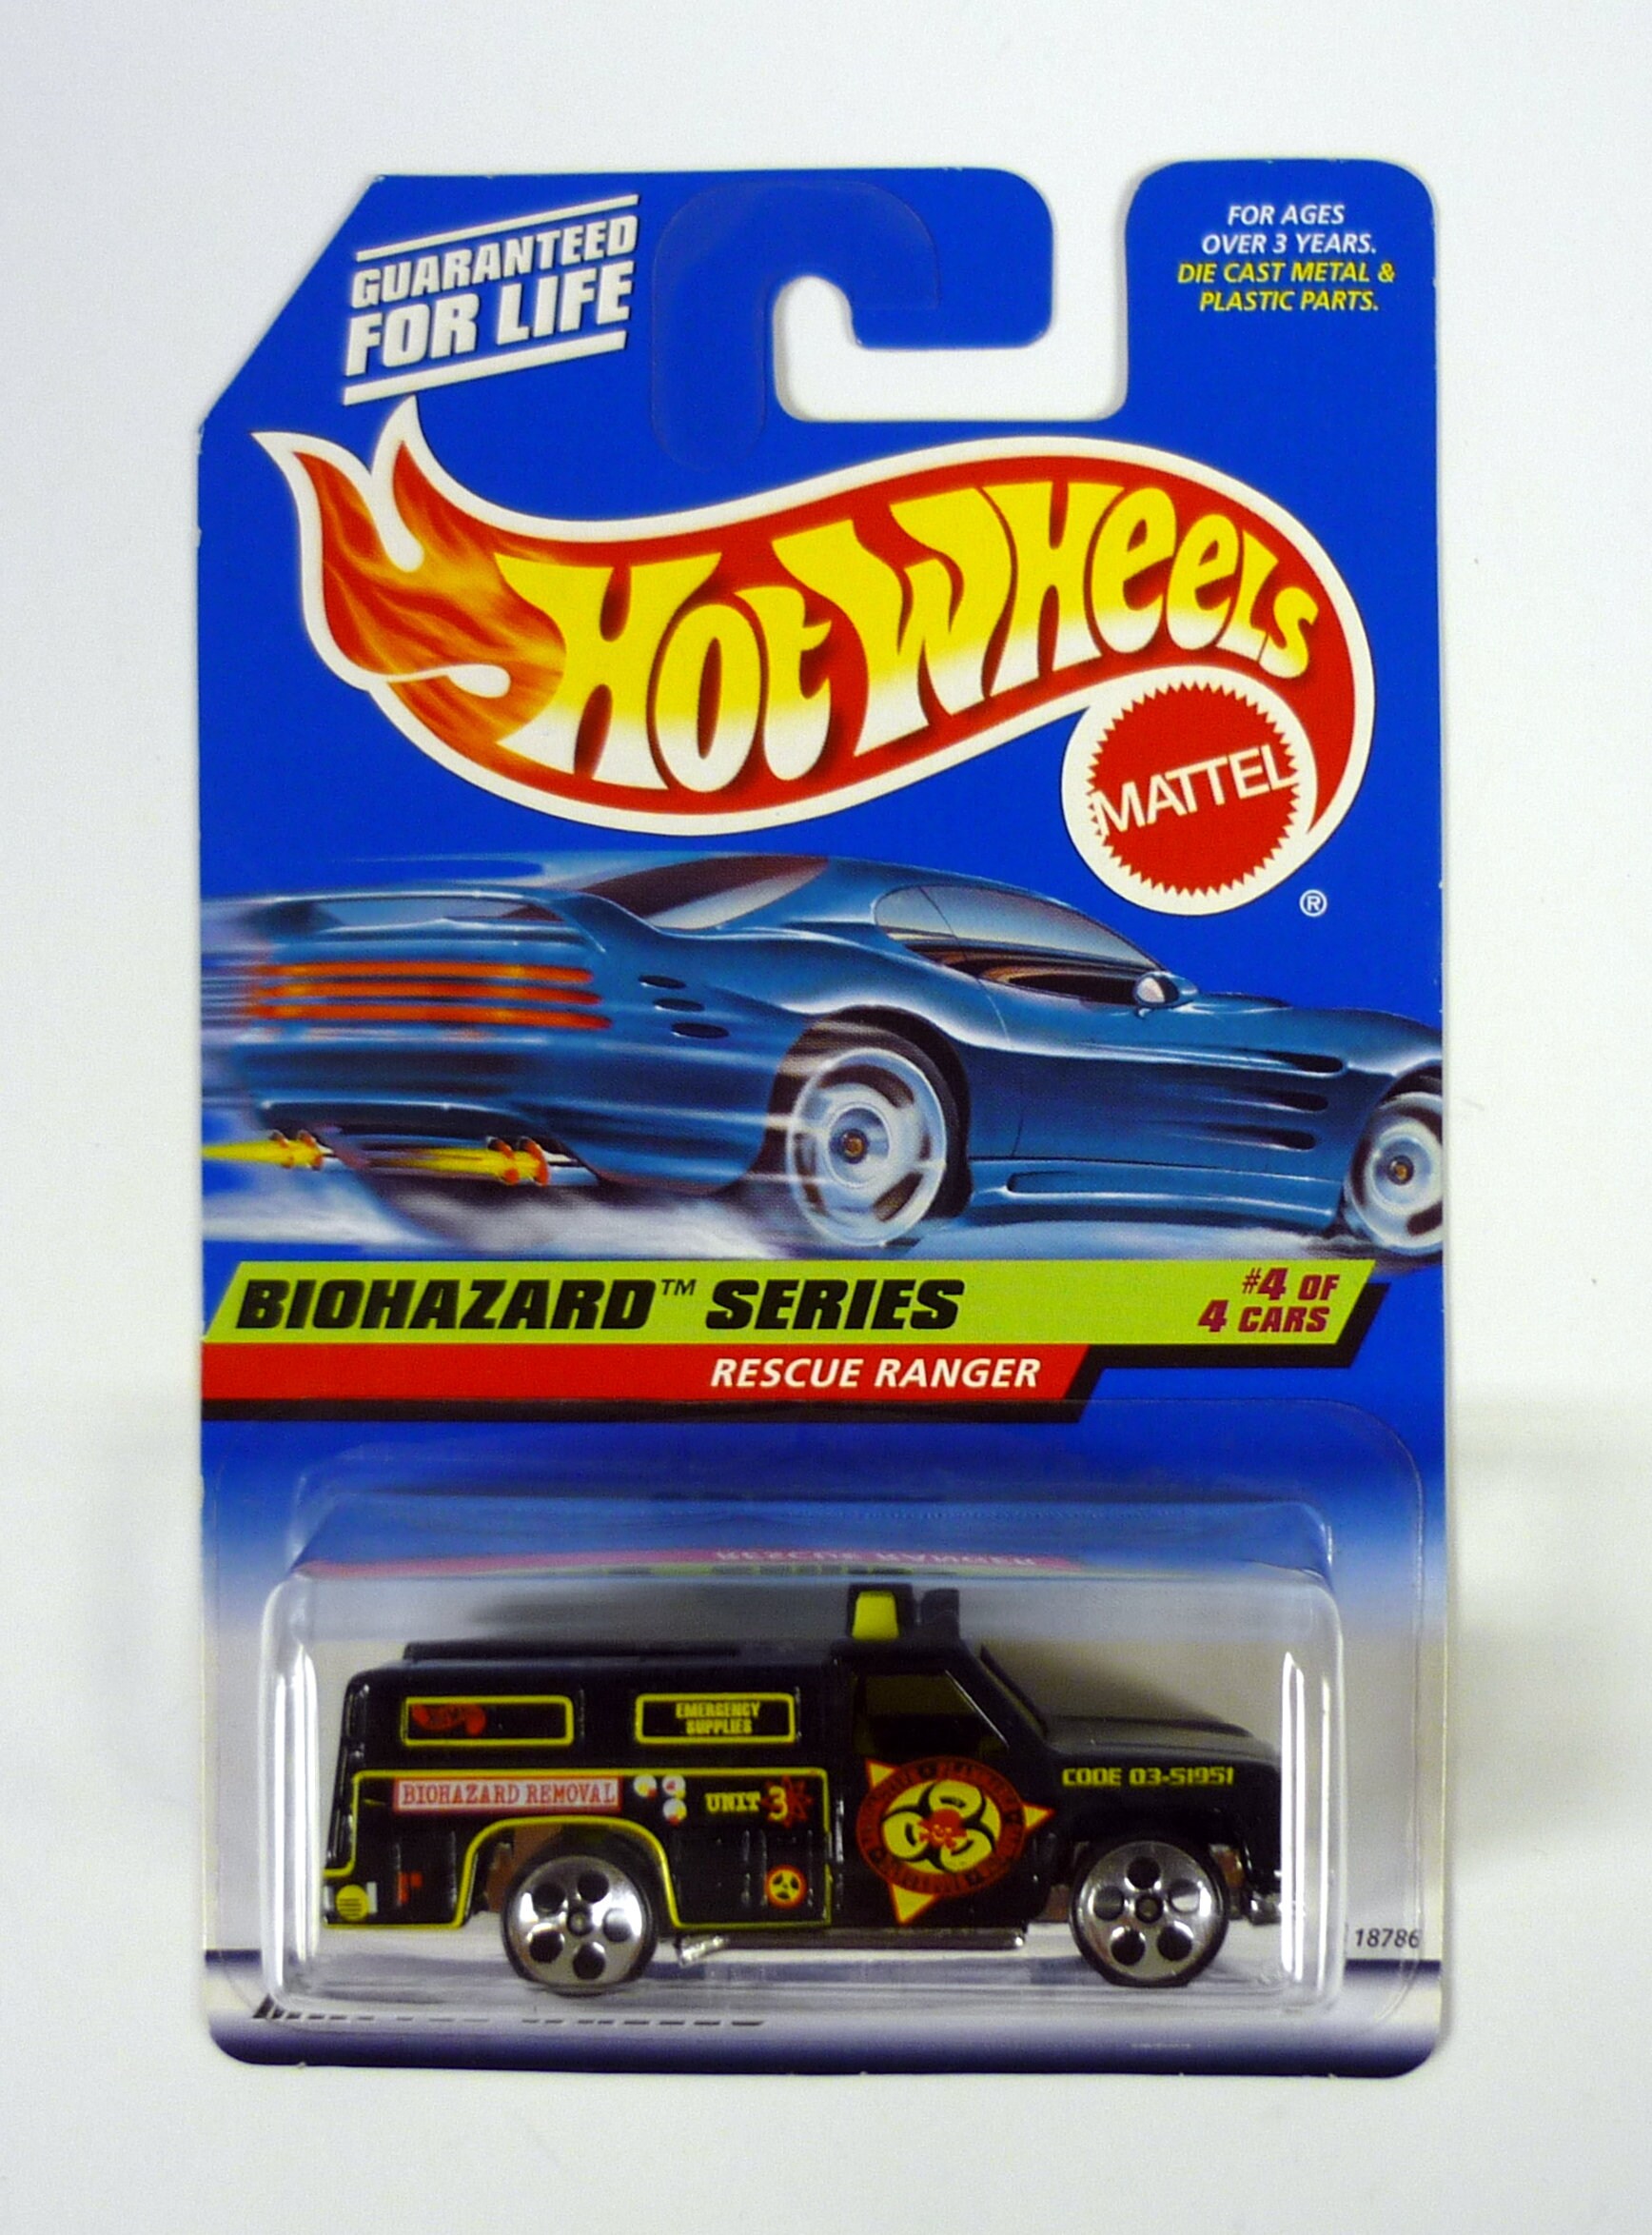 GUARANTEED
FOR LIFE
FOR AGES
OVER 3 YEARS.
DIE CAST METAL &
PLASTIC PARTS.
HOT WHEELS
MATTEL
®
BIOHAZARD™ SERIES
#4 OF
4 CARS
RESCUE RANGER
EMERGENCY
SUPPLIES
BIOHAZARD REMOVAL
UNIT 3
CODE 03-51951
18786